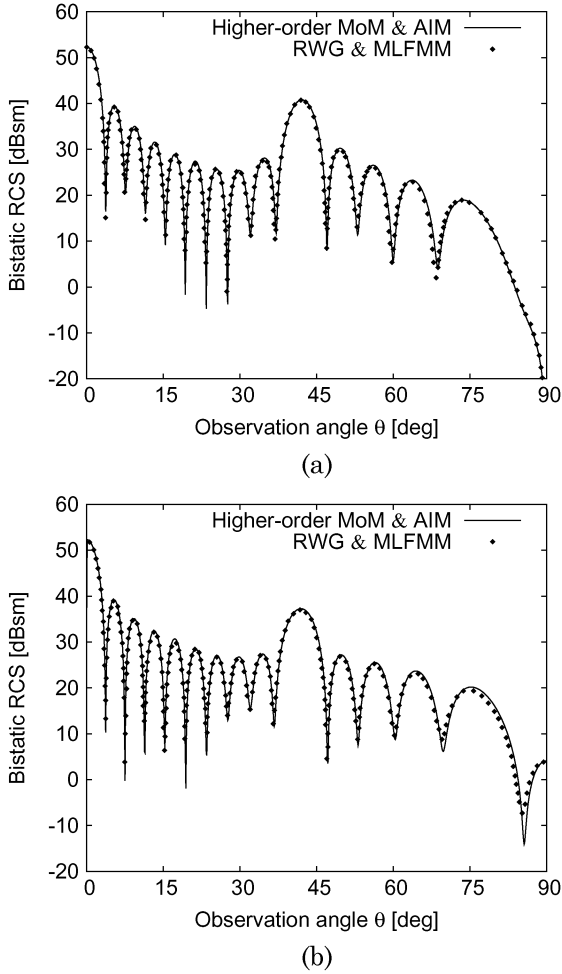 60
50
40
30
20
10
0
-10
-20
Bistatic RCS [dBsm]
Higher-order MoM & AIM
RWG & MLFMM
0 15 30 45 60 75 90
Observation angle θ [deg]
(a)
60
50
40
30
20
10
0
-10
-20
Bistatic RCS [dBsm]
Higher-order MoM & AIM
RWG & MLFMM
0 15 30 45 60 75 90
Observation angle θ [deg]
(b)